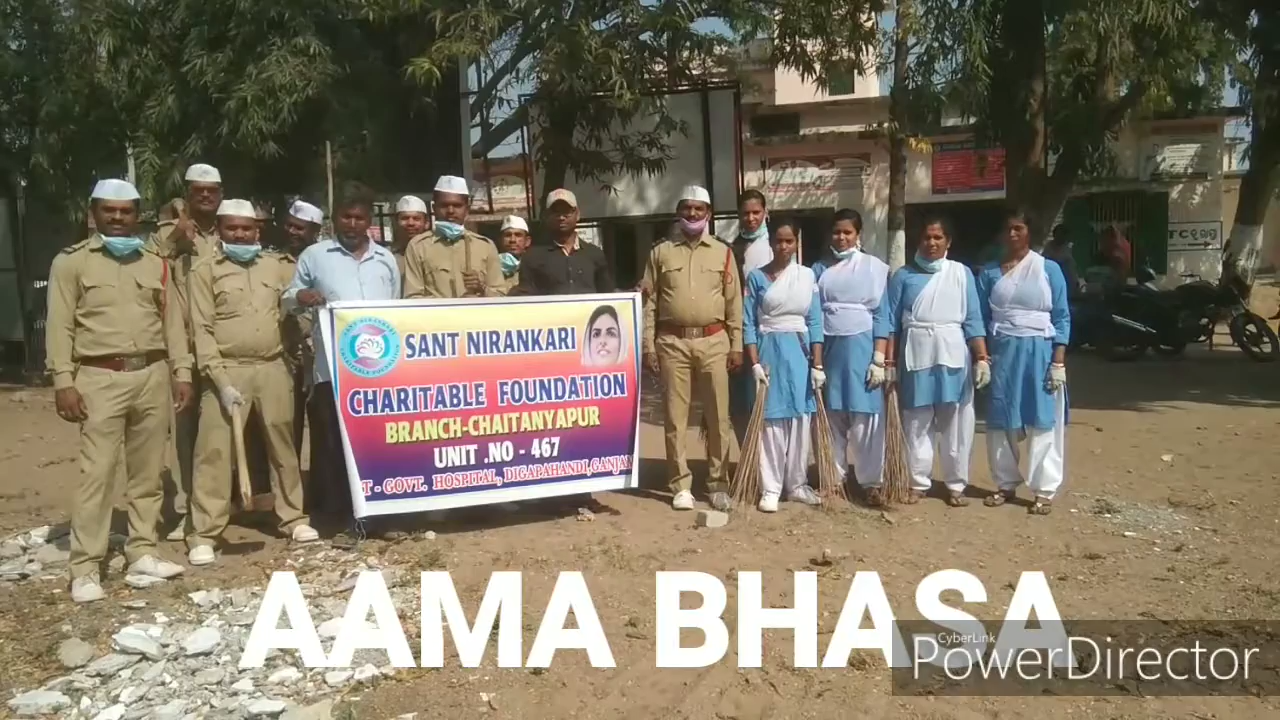 SANT NIRANKARI
CHARITABLE FOUNDATION
BRANCH-CHAITANYAPUR
UNIT .NO - 467
T - GOVT. HOSPITAL, DIGAPAHANDI, GANJAM
AAMA BHASA
CyberLink
PowerDirector